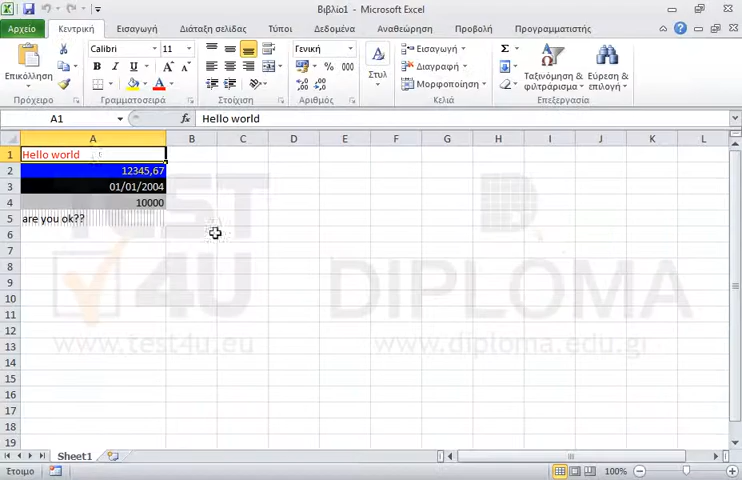 Βιβλίο1 - Microsoft Excel
Αρχείο Κεντρική Εισαγωγή Διάταξη σελίδας Τύποι Δεδομένα Αναθεώρηση Προβολή Προγραμματιστής
Επικόλληση
Πρόχειρο
Calibri 11
B I U A A A
Γραμματοσειρά
Στοίχιση
Γενική
% 000
Αριθμός
Στυλ
Εισαγωγή
Διαγραφή
Μορφοποίηση
Κελιά
Σ
Ταξινόμηση & φιλτράρισμα
Εύρεση & επιλογή
Επεξεργασία
A1 fx Hello world
A B C D E F G H I J K L
1 Hello world
2 12345,67
3 01/01/2004
4 10000
5 are you ok??
6
7
8
9
10
11
12
13
14
15
16
17
18
19
TEST 4U DIPLOMA
www.test4u.eu www.diploma.edu.gr
Sheet1
Έτοιμο 100%